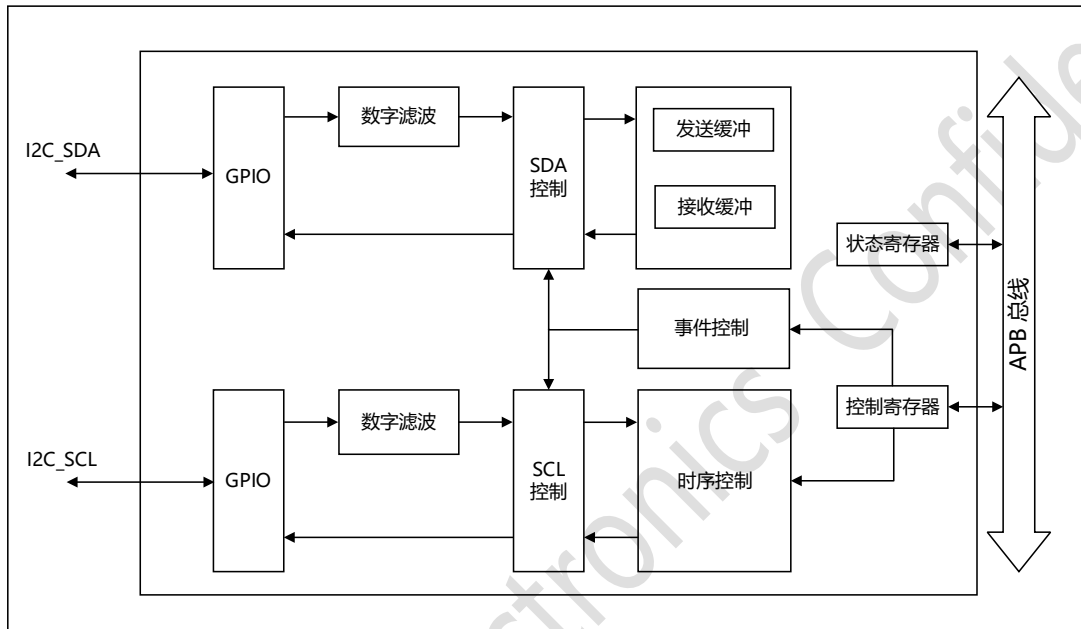 I2C_SDA
GPIO
数字滤波
SDA
控制
发送缓冲
接收缓冲
状态寄存器
事件控制
APB 总线
控制寄存器
I2C_SCL
GPIO
数字滤波
SCL
控制
时序控制